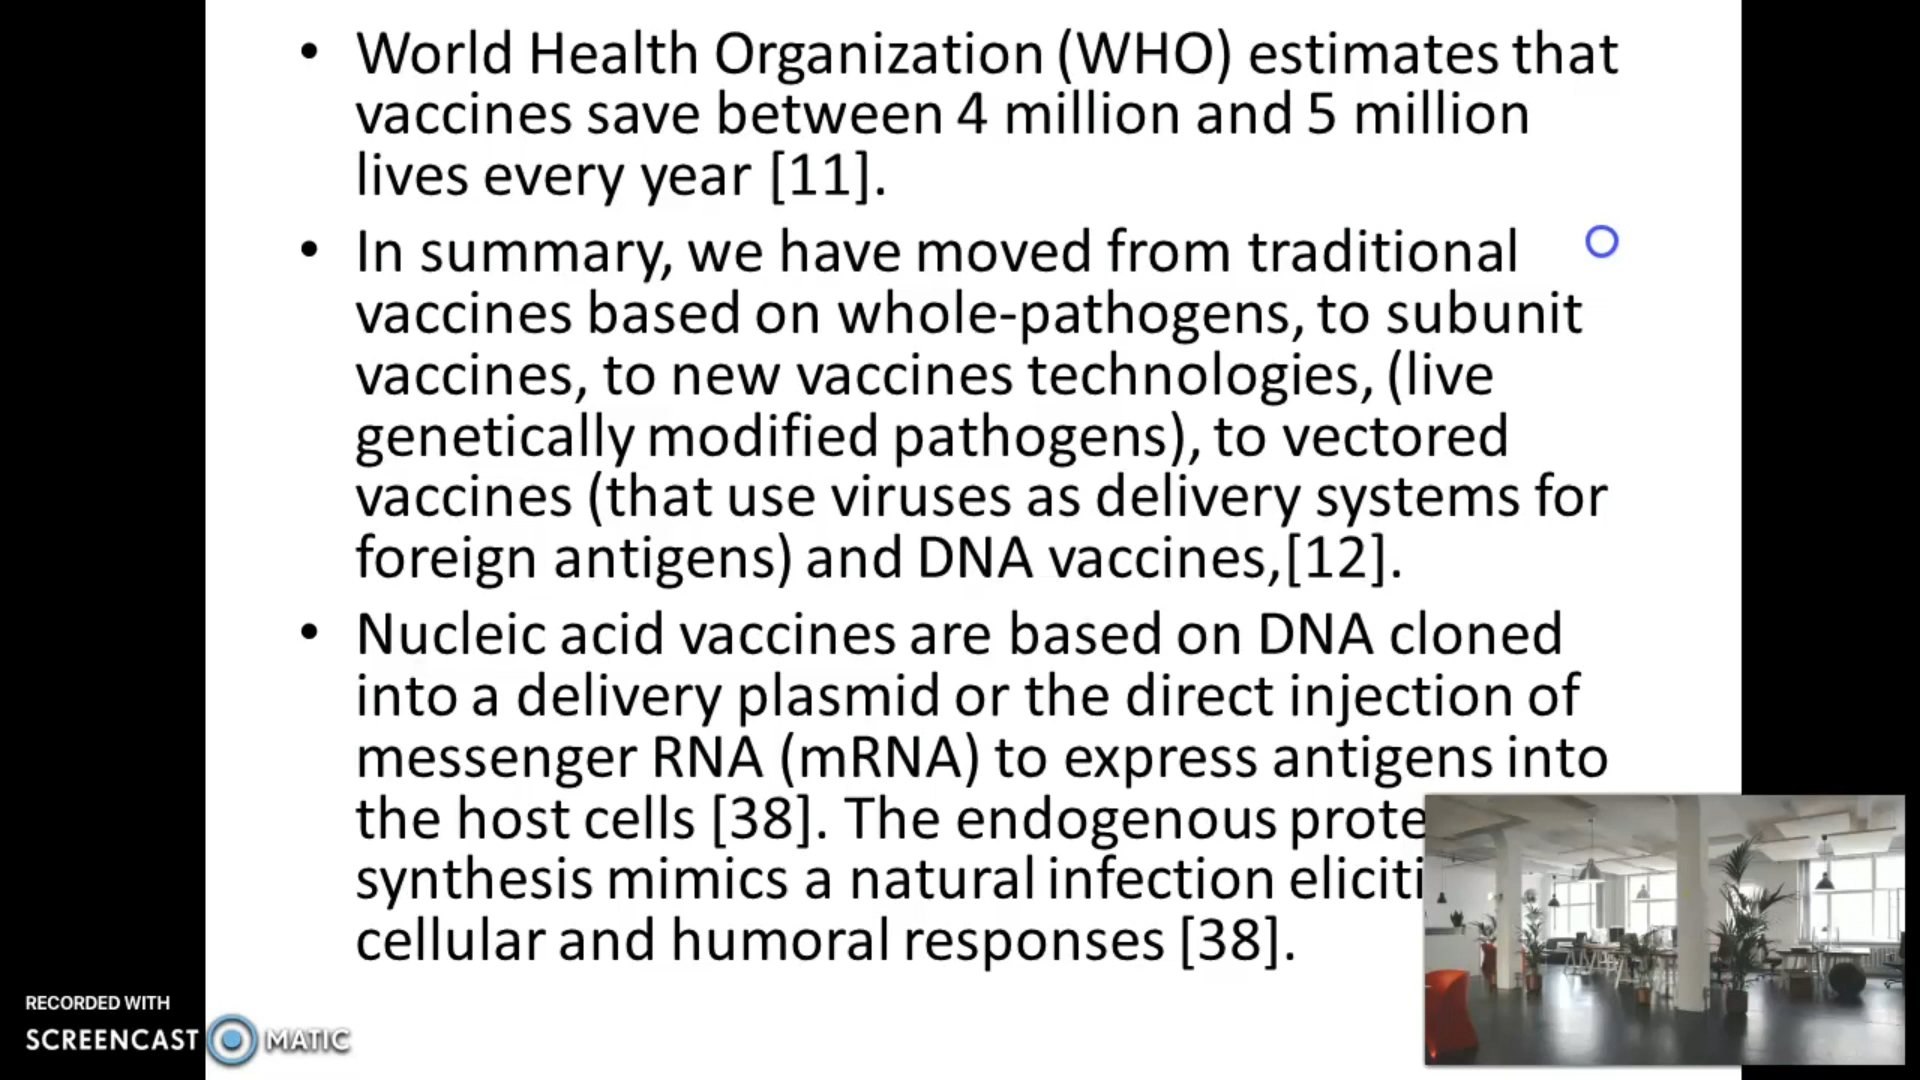 • World Health Organization (WHO) estimates that
vaccines save between 4 million and 5 million
lives every year [11].
• In summary, we have moved from traditional
vaccines based on whole-pathogens, to subunit
vaccines, to new vaccines technologies, (live
genetically modified pathogens), to vectored
vaccines (that use viruses as delivery systems for
foreign antigens) and DNA vaccines,[12].
• Nucleic acid vaccines are based on DNA cloned
into a delivery plasmid or the direct injection of
messenger RNA (mRNA) to express antigens into
the host cells [38]. The endogenous prote
synthesis mimics a natural infection eliciti
cellular and humoral responses [38].
RECORDED WITH
SCREENCAST MATIC